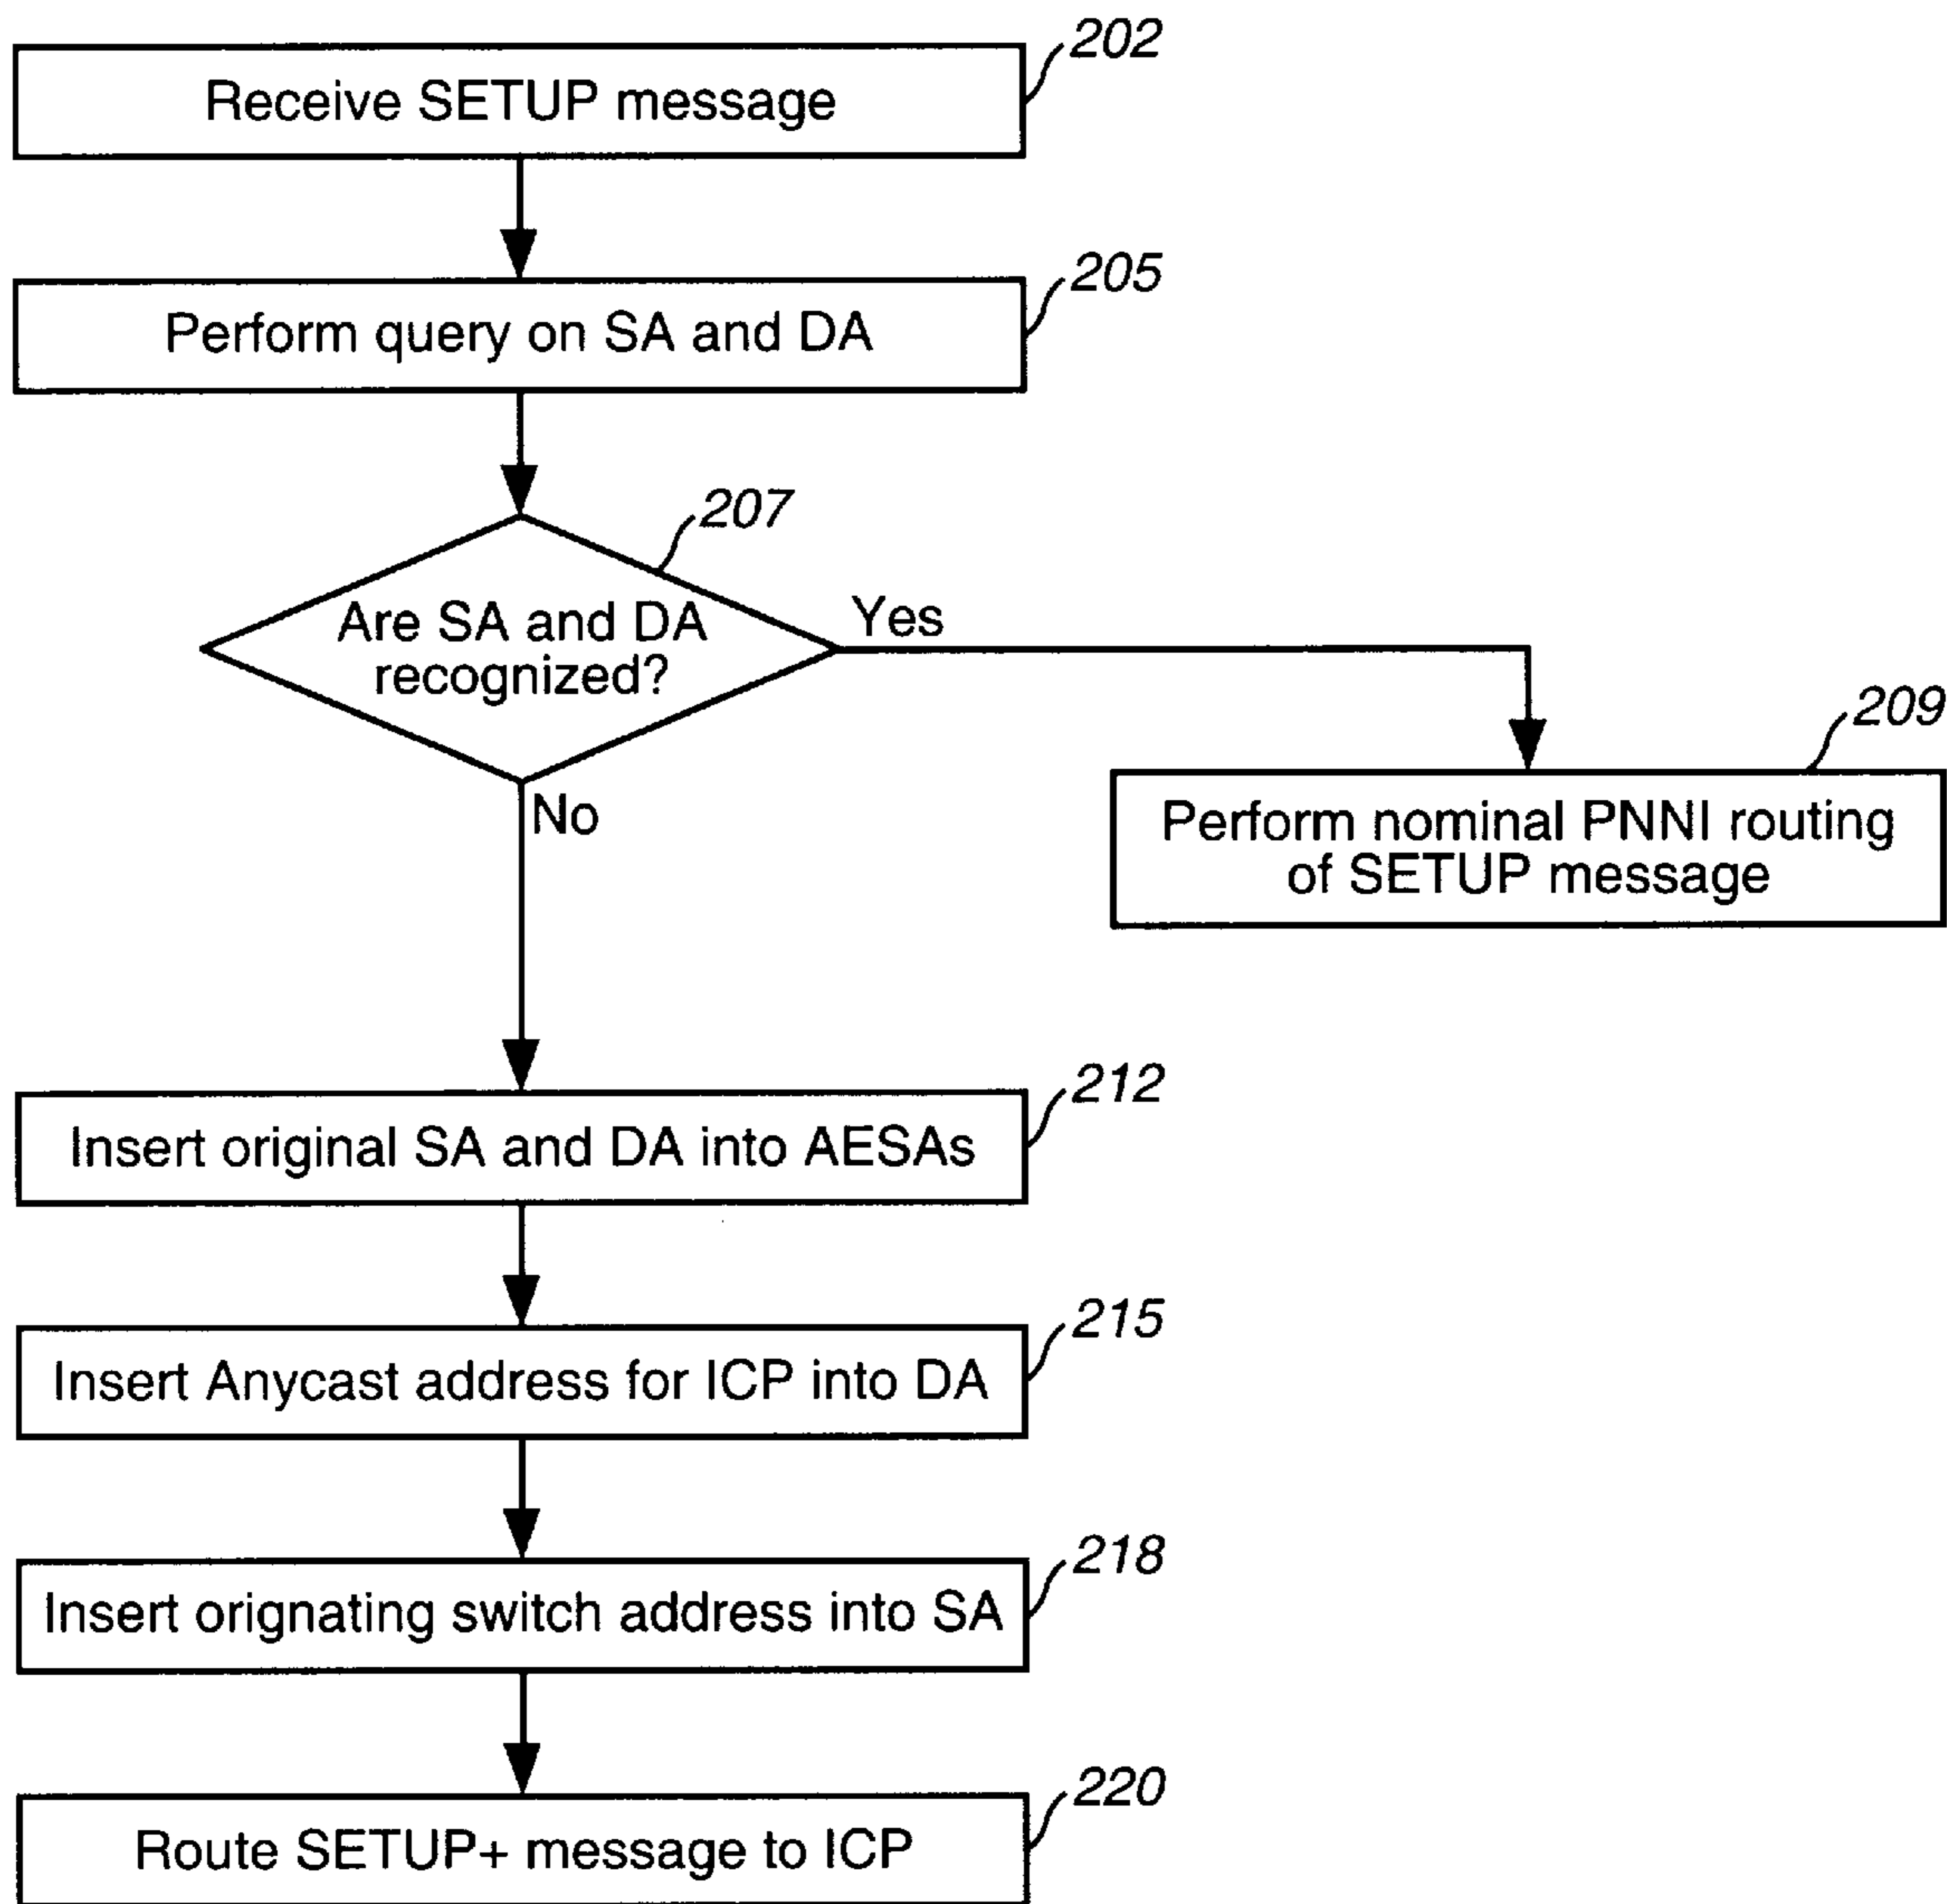 202
Receive SETUP message
205
Perform query on SA and DA
207
Are SA and DA
recognized?
Yes
No
209
Perform nominal PNNI routing
of SETUP message
212
Insert original SA and DA into AESAs
215
Insert Anycast address for ICP into DA
218
Insert orignating switch address into SA
220
Route SETUP+ message to ICP